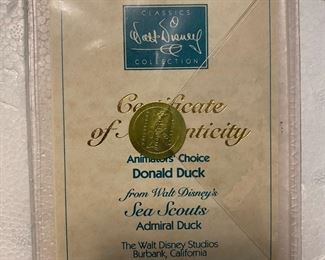 CLASSICS
Walt Disney
COLLECTION
Certificate
of Authenticity
Animators' Choice
Donald Duck
from Walt Disney's
Sea Scouts
Admiral Duck
The Walt Disney Studios
Burbank, California